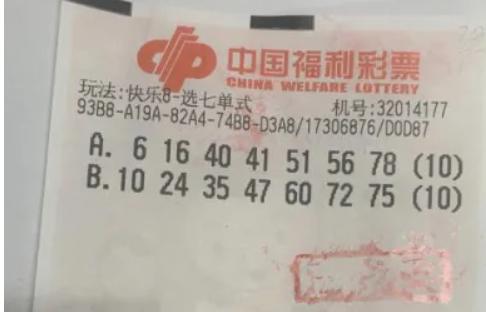 中国福利彩票
CHINA WELFARE LOTTERY
玩法:快乐8-选七单式 机号:32014177
93B8-A19A-82A4-74B8-D3A8/17306876/D0D87
A. 6 16 40 41 51 56 78 (10)
B.10 24 35 47 60 72 75 (10)